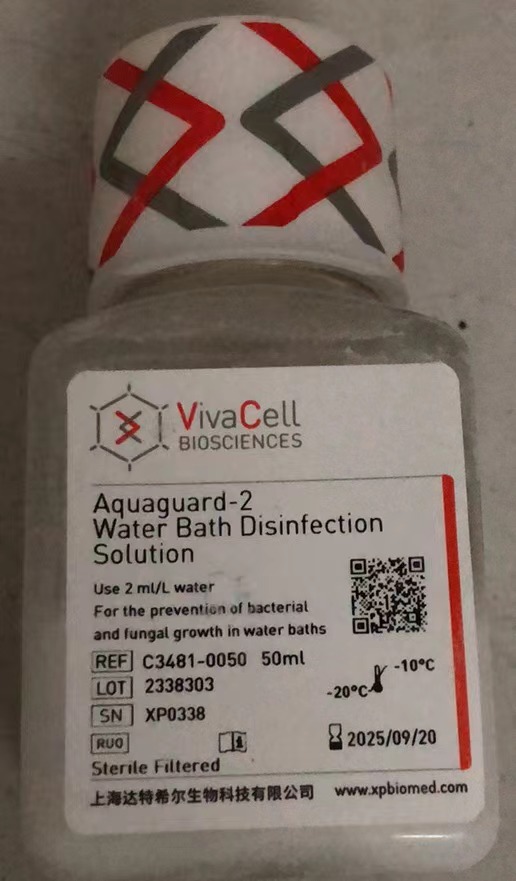 VivaCell
BIOSCIENCES
Aquaguard-2
Water Bath Disinfection
Solution
Use 2 ml/L water
For the prevention of bacterial
and fungal growth in water baths
REF C3481-0050 50ml
LOT 2338303
-20°C -10°C
SN XP0338
RUO i 2025/09/20
Sterile Filtered
上海达特希尔生物科技有限公司 www.xpbiomed.com